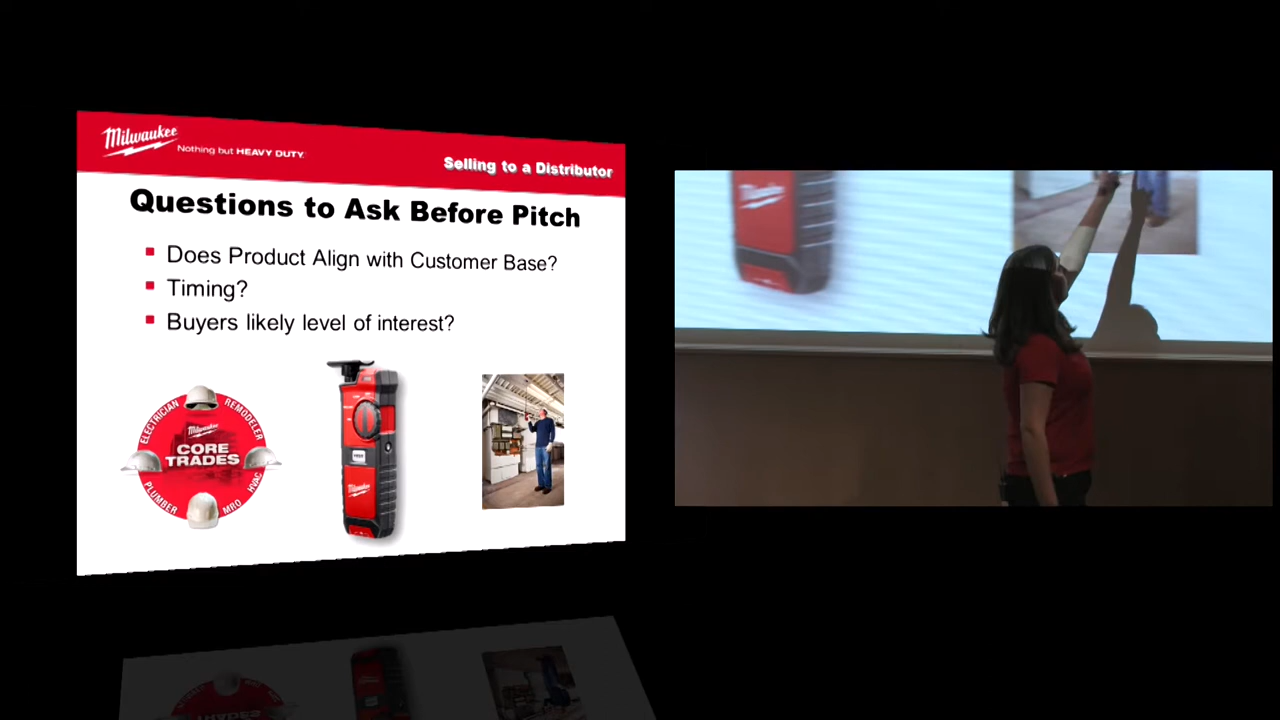 Milwaukee
Nothing but HEAVY DUTY.
Selling to a Distributor
Questions to Ask Before Pitch
Does Product Align with Customer Base?
Timing?
Buyers likely level of interest?
ELECTRICIAN
REMODELER
Milwaukee
CORE
TRADES
PLUMBER
MRO
HVAC
Milwaukee
Milwaukee